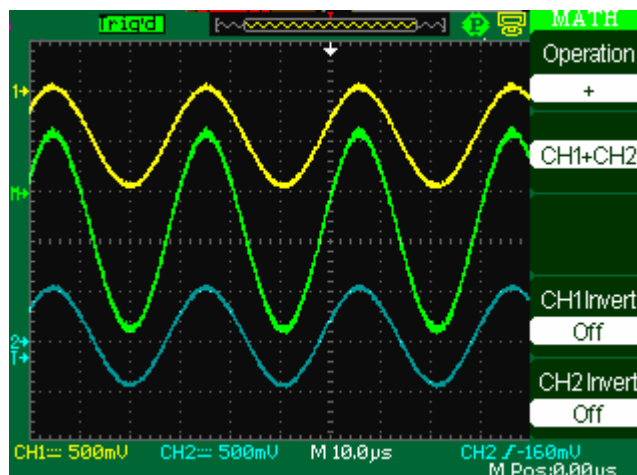 Trig'd P MATH
Operation
+
CH1+CH2
CH1 Invert
Off
CH2 Invert
Off
1
M
2
T
CH1 500mV CH2 500mV M 10.0µs CH2 -160mV
M Pos:0.00µs